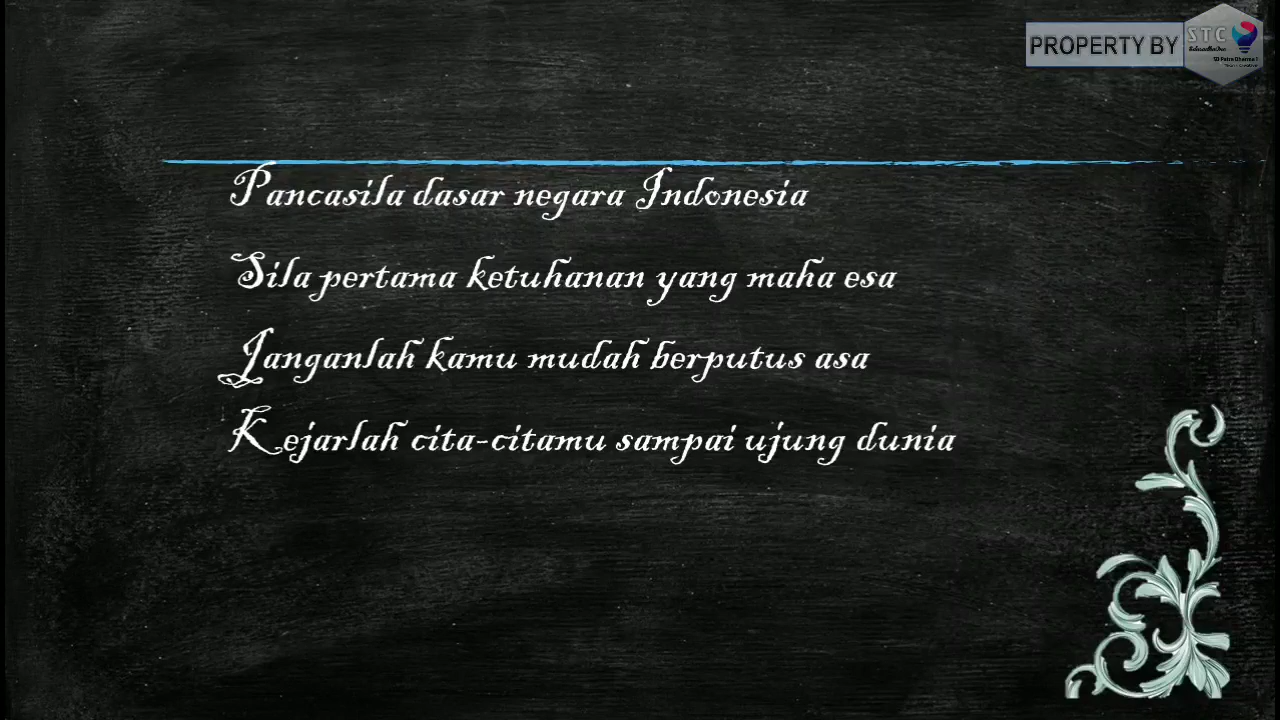 PROPERTY BY
STC
Pancasila dasar negara Indonesia
Sila pertama ketuhanan yang maha esa
Janganlah kamu mudah berputus asa
Kejarlah cita-citamu sampai ujung dunia